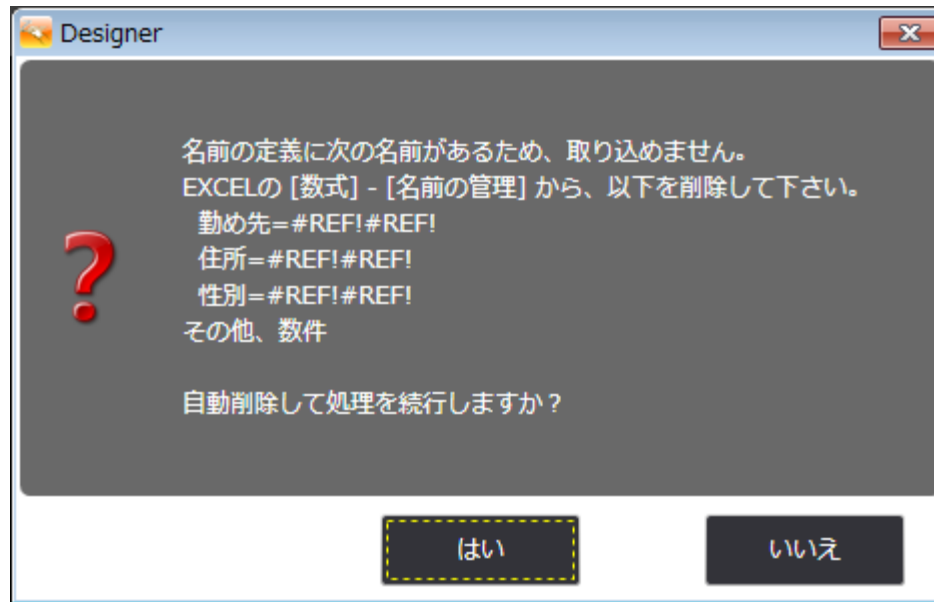 Designer
名前の定義に次の名前があるため、取り込めません。
EXCELの [数式] - [名前の管理] から、以下を削除して下さい。
勤め先=#REF!#REF!
住所=#REF!#REF!
性別=#REF!#REF!
その他、数件
自動削除して処理を続行しますか？
はい
いいえ